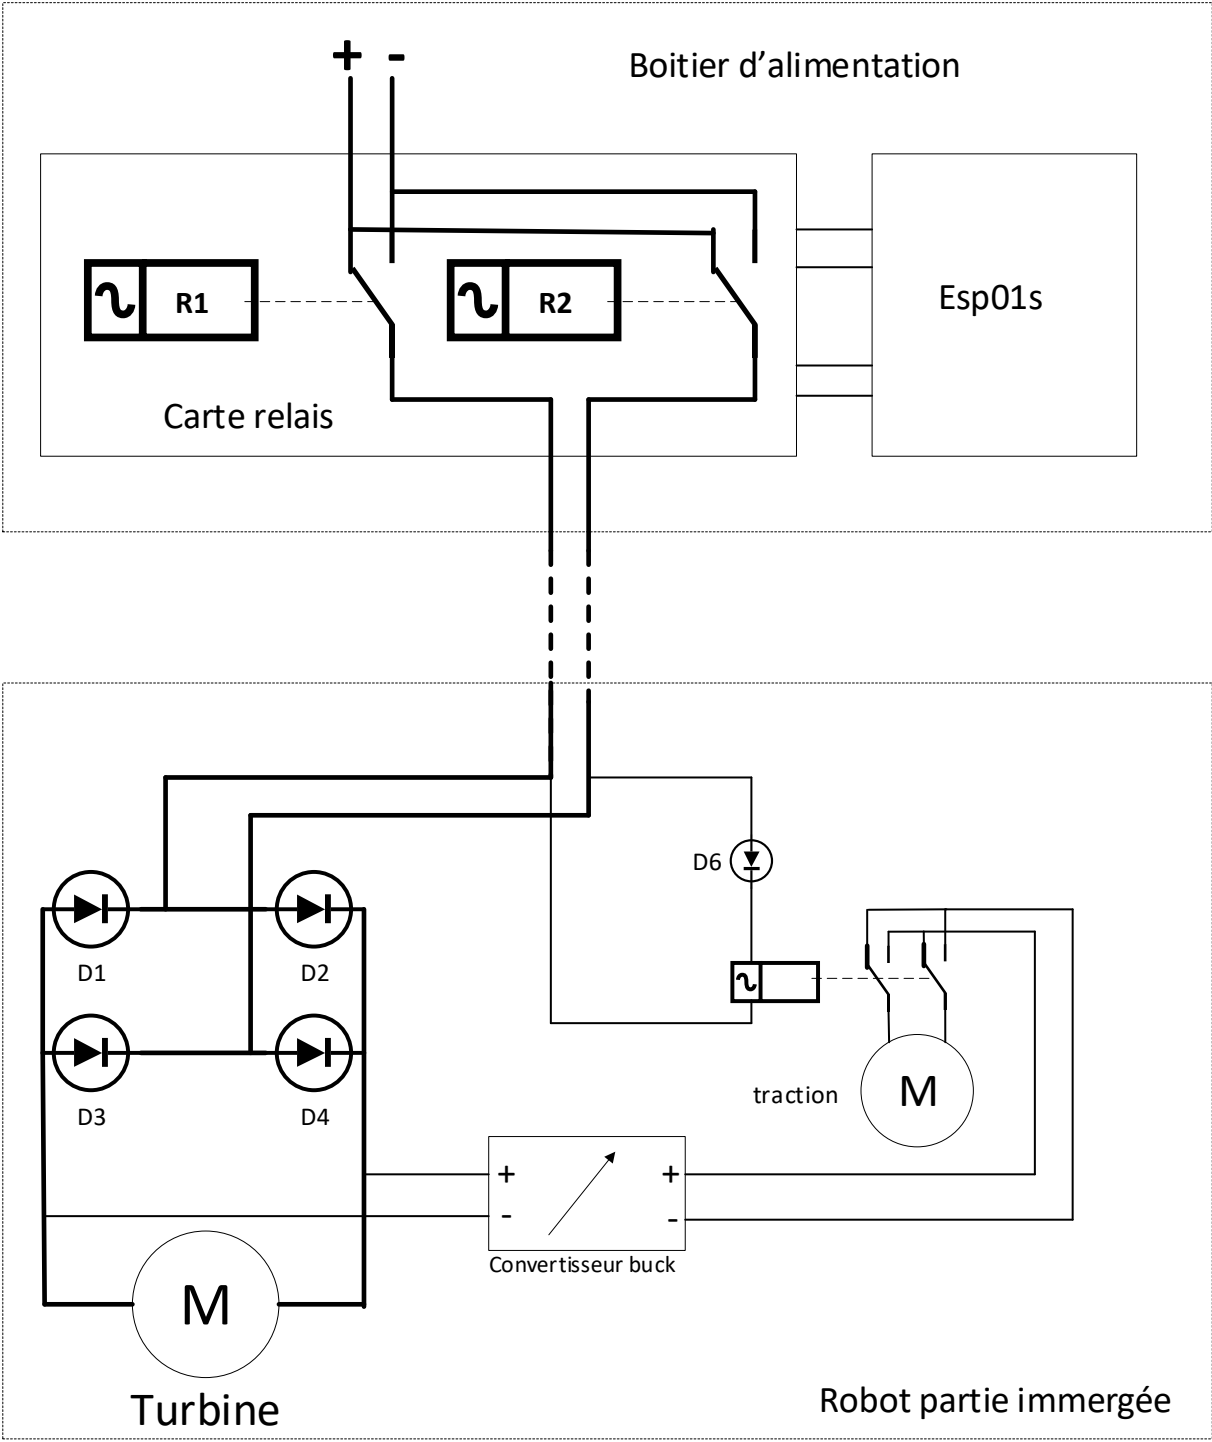 + -
Boitier d’alimentation
R1
R2
Esp01s
Carte relais
D6
D1
D2
D3
D4
traction
M
+
+
-
-
Convertisseur buck
M
Turbine
Robot partie immergée